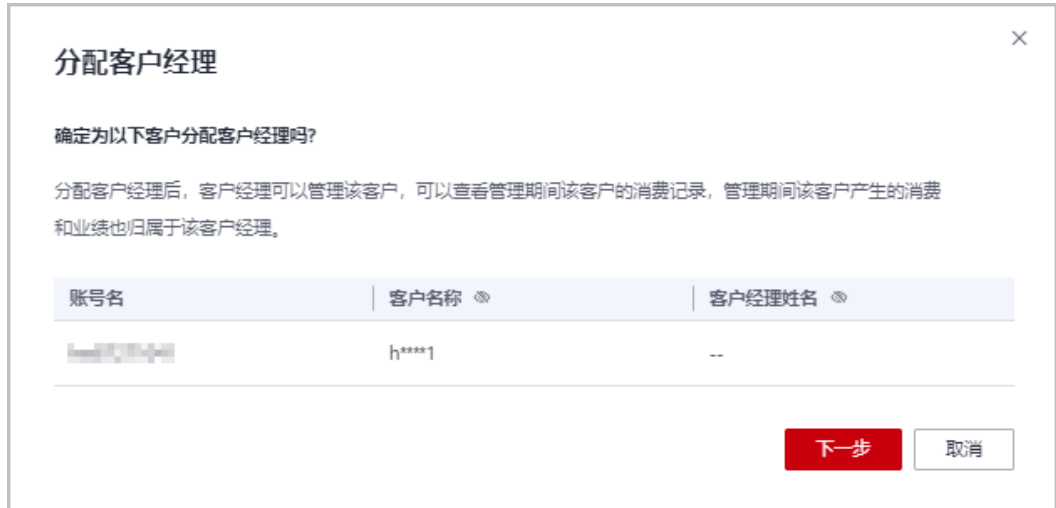 分配客户经理
确定为以下客户分配客户经理吗?
分配客户经理后，客户经理可以管理该客户，可以查看管理期间该客户的消费记录，管理期间该客户产生的消费
和业绩也归属于该客户经理。
账号名 客户名称 客户经理姓名
h****1 --
下一步 取消